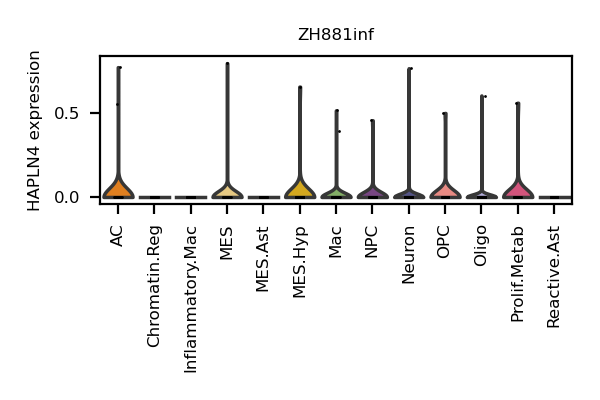 ZH881inf
HAPLN4 expression
0.5
0.0
AC
Chromatin.Reg
Inflammatory.Mac
MES
MES.Ast
MES.Hyp
Mac
NPC
Neuron
OPC
Oligo
Prolif.Metab
Reactive.Ast